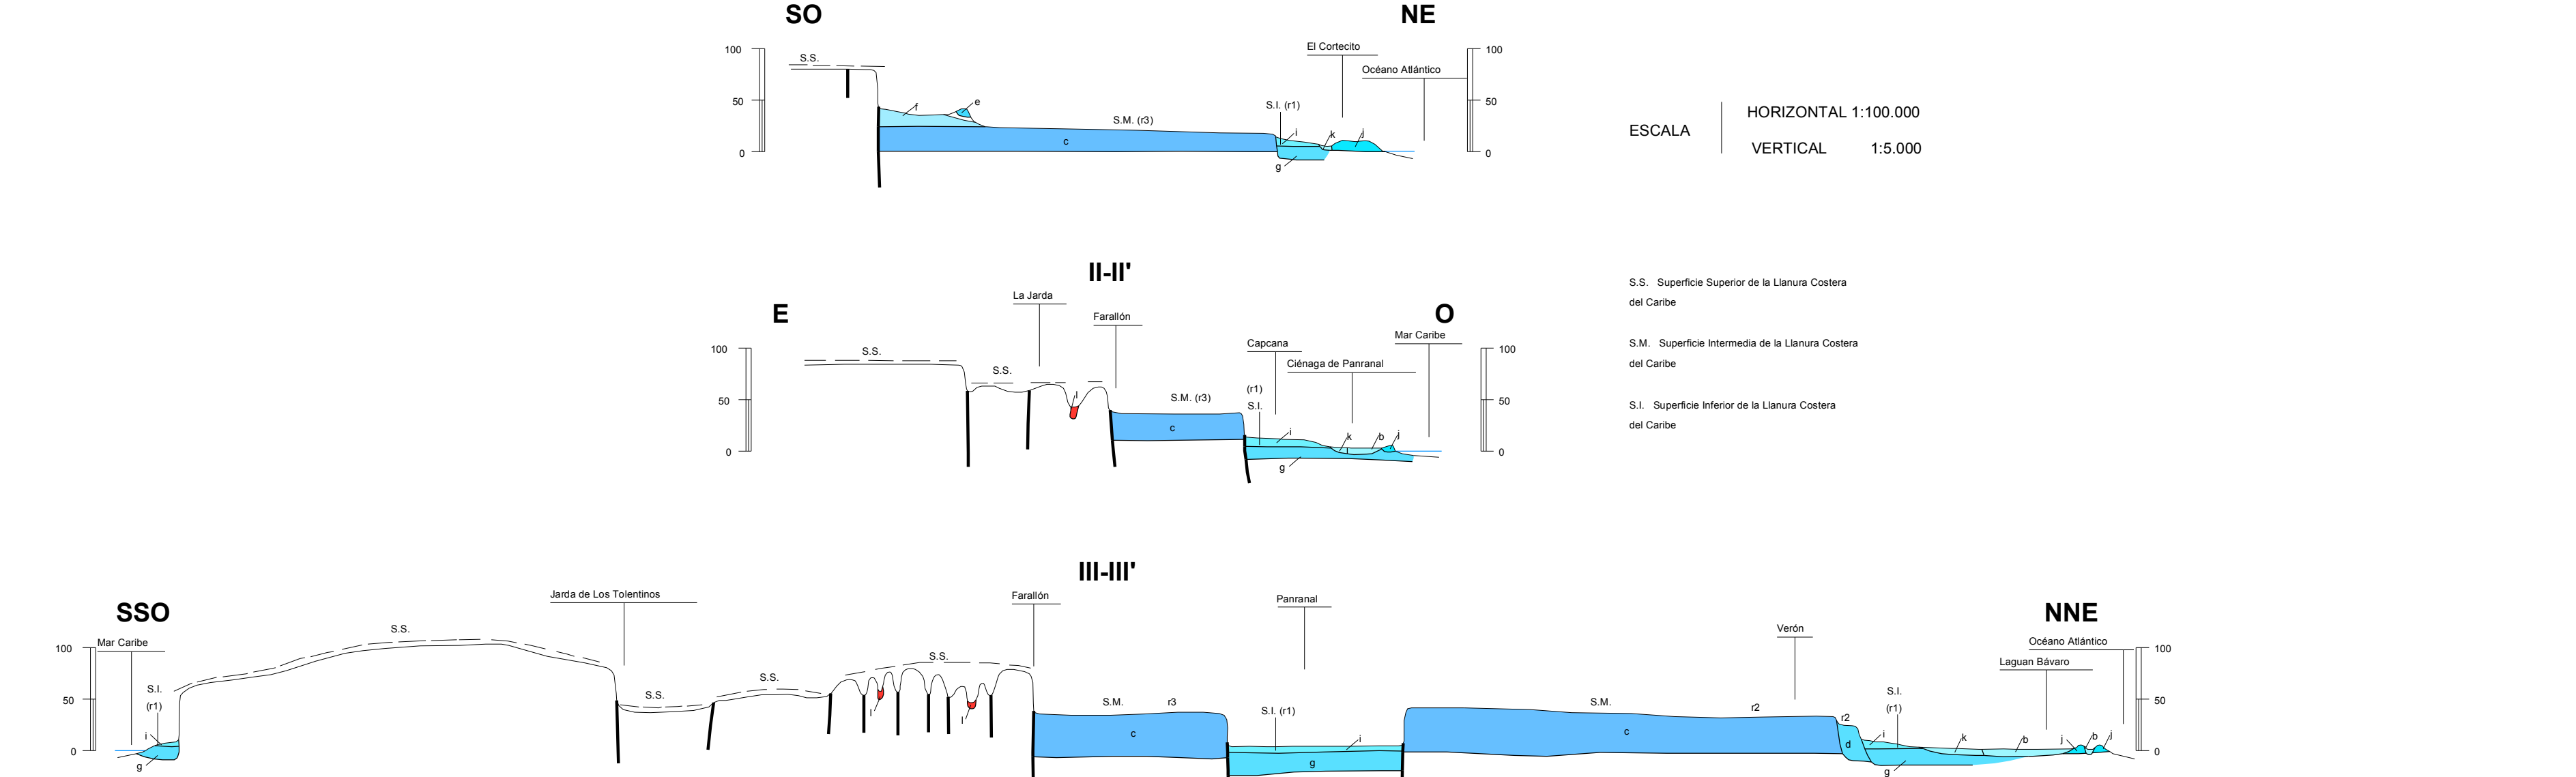 SO
NE
100
S.S.
50
0
f
e
c
S.M. (r3)
S.I. (r1)
g
i
k
j
El Cortecito
Océano Atlántico
100
50
0
ESCALA
HORIZONTAL 1:100.000
VERTICAL 1:5.000
II-II'
E
O
La Jarda
Farallón
Capcana
Ciénaga de Panranal
Mar Caribe
100
50
0
S.S.
S.S.
l
S.M. (r3)
c
(r1)
S.I.
i
g
k
b
j
100
50
0
S.S. Superficie Superior de la Llanura Costera
del Caribe
S.M. Superficie Intermedia de la Llanura Costera
del Caribe
S.I. Superficie Inferior de la Llanura Costera
del Caribe
III-III'
SSO
NNE
Mar Caribe
Jarda de Los Tolentinos
Farallón
Panranal
Verón
Océano Atlántico
Laguan Bávaro
100
50
0
S.I.
(r1)
i
g
S.S.
S.S.
S.S.
S.S.
l
l
S.M.
r3
c
S.I. (r1)
i
g
S.M.
c
r2
r2
d
S.I.
(r1)
i
g
k
b
j
b
j
100
50
0